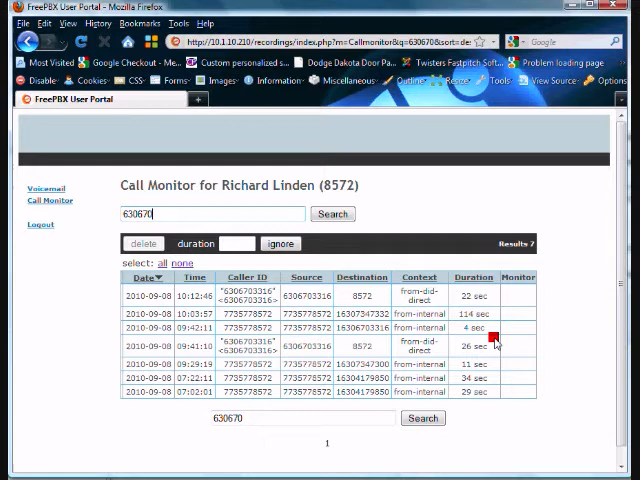 FreePBX User Portal - Mozilla Firefox
File Edit View History Bookmarks Tools Help
http://10.1.10.210/recordings/index.php?m=Callmonitor&q=630670&sort=de: Google
Most Visited Google Checkout - Me... Custom personalized s... Dodge Dakota Door Pa... Twisters Fastpitch Softb... Problem loading page
Disable Cookies CSS Forms Images Information Miscellaneous Outline Resize Tools View Source Options
FreePBX User Portal
Call Monitor for Richard Linden (8572)
Voicemail
Call Monitor
Logout
630670 Search
delete duration ignore Results 7
select: all none
Date Time Caller ID Source Destination Context Duration Monitor
2010-09-08 10:12:46 "6306703316" <6306703316> 6306703316 8572 from-did-direct 22 sec
2010-09-08 10:03:57 7735778572 7735778572 16307347332 from-internal 114 sec
2010-09-08 09:42:11 7735778572 7735778572 16306703316 from-internal 4 sec
2010-09-08 09:41:10 "6306703316" <6306703316> 6306703316 8572 from-did-direct 26 sec
2010-09-08 09:29:19 7735778572 7735778572 16307347300 from-internal 11 sec
2010-09-08 07:22:11 7735778572 7735778572 16304179850 from-internal 34 sec
2010-09-08 07:02:01 7735778572 7735778572 16304179850 from-internal 29 sec
630670 Search
1